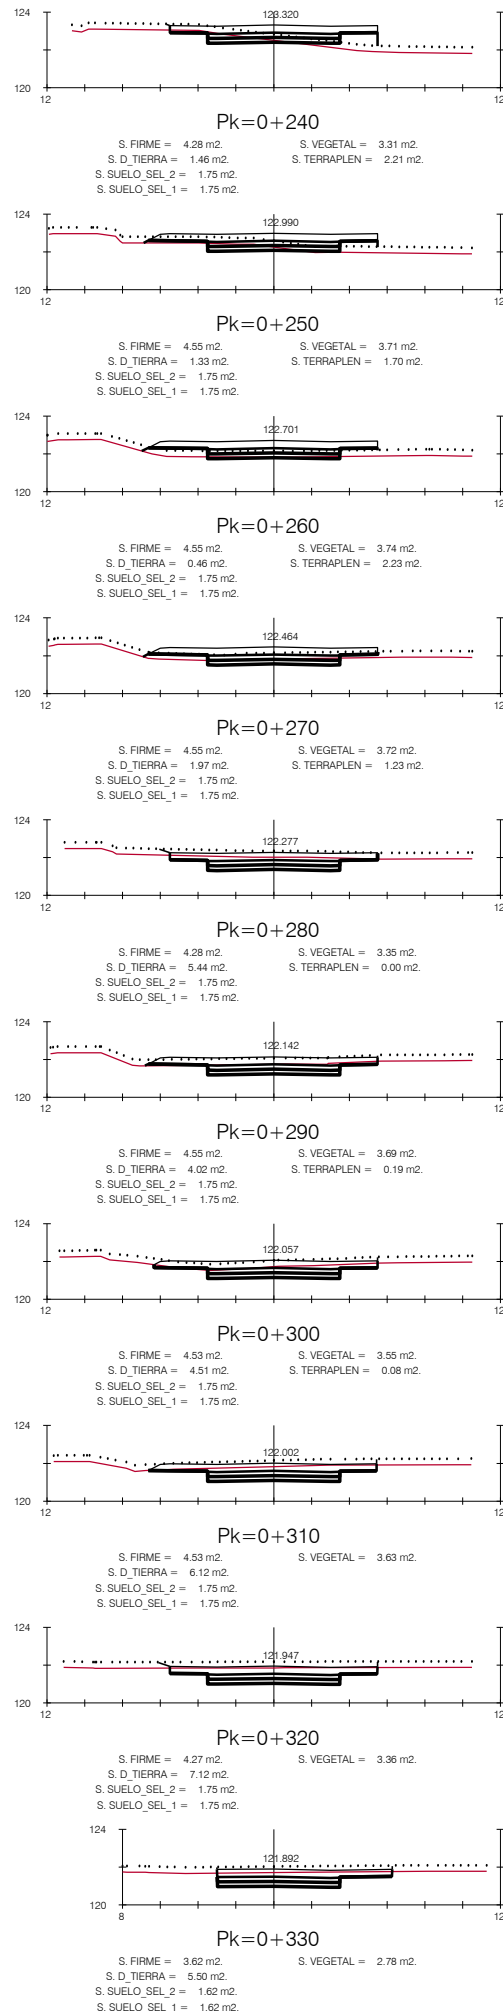 124
123.320
120
12 12
Pk=0+240
S. FIRME = 4.28 m2. S. VEGETAL = 3.31 m2.
S. D_TIERRA = 1.46 m2. S. TERRAPLEN = 2.21 m2.
S. SUELO_SEL_2 = 1.75 m2.
S. SUELO_SEL_1 = 1.75 m2.
124
122.990
120
12 12
Pk=0+250
S. FIRME = 4.55 m2. S. VEGETAL = 3.71 m2.
S. D_TIERRA = 1.33 m2. S. TERRAPLEN = 1.70 m2.
S. SUELO_SEL_2 = 1.75 m2.
S. SUELO_SEL_1 = 1.75 m2.
124
122.701
120
12 12
Pk=0+260
S. FIRME = 4.55 m2. S. VEGETAL = 3.74 m2.
S. D_TIERRA = 0.46 m2. S. TERRAPLEN = 2.23 m2.
S. SUELO_SEL_2 = 1.75 m2.
S. SUELO_SEL_1 = 1.75 m2.
124
122.464
120
12 12
Pk=0+270
S. FIRME = 4.55 m2. S. VEGETAL = 3.72 m2.
S. D_TIERRA = 1.97 m2. S. TERRAPLEN = 1.23 m2.
S. SUELO_SEL_2 = 1.75 m2.
S. SUELO_SEL_1 = 1.75 m2.
124
122.277
120
12 12
Pk=0+280
S. FIRME = 4.28 m2. S. VEGETAL = 3.35 m2.
S. D_TIERRA = 5.44 m2. S. TERRAPLEN = 0.00 m2.
S. SUELO_SEL_2 = 1.75 m2.
S. SUELO_SEL_1 = 1.75 m2.
124
122.142
120
12 12
Pk=0+290
S. FIRME = 4.55 m2. S. VEGETAL = 3.69 m2.
S. D_TIERRA = 4.02 m2. S. TERRAPLEN = 0.19 m2.
S. SUELO_SEL_2 = 1.75 m2.
S. SUELO_SEL_1 = 1.75 m2.
124
122.057
120
12 12
Pk=0+300
S. FIRME = 4.53 m2. S. VEGETAL = 3.55 m2.
S. D_TIERRA = 4.51 m2. S. TERRAPLEN = 0.08 m2.
S. SUELO_SEL_2 = 1.75 m2.
S. SUELO_SEL_1 = 1.75 m2.
124
122.002
120
12 12
Pk=0+310
S. FIRME = 4.53 m2. S. VEGETAL = 3.63 m2.
S. D_TIERRA = 6.12 m2.
S. SUELO_SEL_2 = 1.75 m2.
S. SUELO_SEL_1 = 1.75 m2.
124
121.947
120
12 12
Pk=0+320
S. FIRME = 4.27 m2. S. VEGETAL = 3.36 m2.
S. D_TIERRA = 7.12 m2.
S. SUELO_SEL_2 = 1.75 m2.
S. SUELO_SEL_1 = 1.75 m2.
124
121.892
120
8 12
Pk=0+330
S. FIRME = 3.62 m2. S. VEGETAL = 2.78 m2.
S. D_TIERRA = 5.50 m2.
S. SUELO_SEL_2 = 1.62 m2.
S. SUELO_SEL_1 = 1.62 m2.